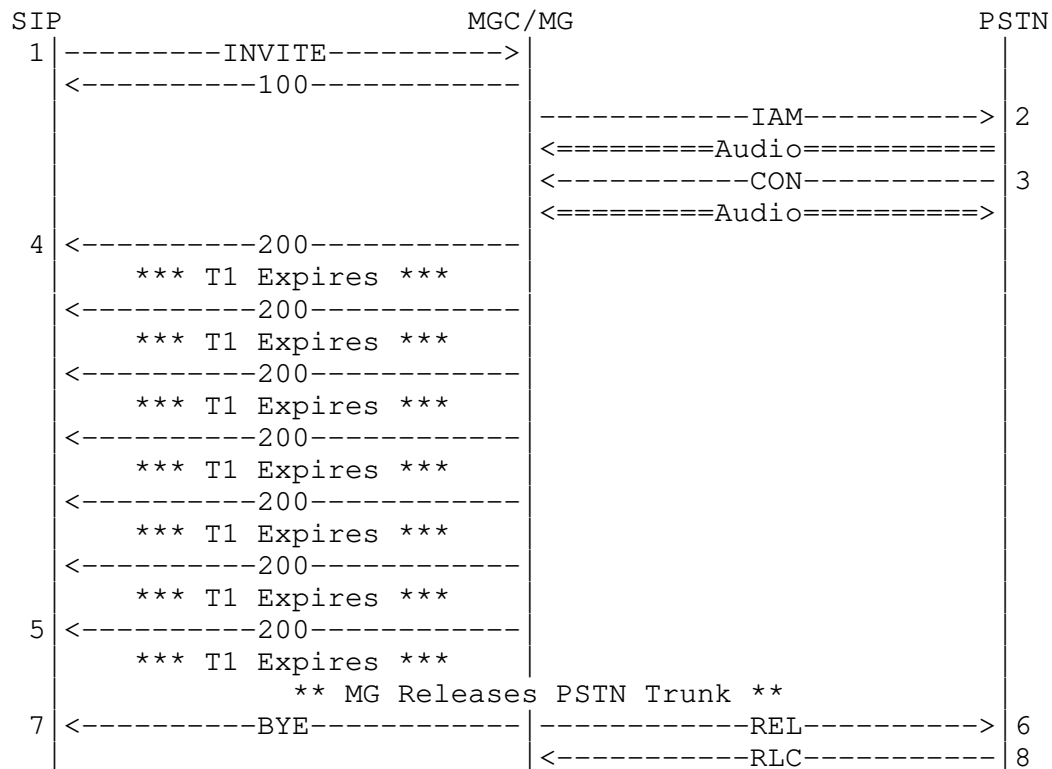 SIP                       MGC/MG                       PSTN
 1|---------INVITE---------->|                          |
  |<----------100------------|                          |
  |                          |------------IAM---------->|2
  |                          |<=========Audio===========|
  |                          |<-----------CON-----------|3
  |                          |<=========Audio==========>|
 4|<----------200------------|                          |
  |    *** T1 Expires ***    |                          |
  |<----------200------------|                          |
  |    *** T1 Expires ***    |                          |
  |<----------200------------|                          |
  |    *** T1 Expires ***    |                          |
  |<----------200------------|                          |
  |    *** T1 Expires ***    |                          |
  |<----------200------------|                          |
  |    *** T1 Expires ***    |                          |
  |<----------200------------|                          |
  |    *** T1 Expires ***    |                          |
 5|<----------200------------|                          |
  |    *** T1 Expires ***    |                          |
  |             ** MG Releases PSTN Trunk **            |
 7|<----------BYE------------|------------REL---------->|6
  |                          |<-----------RLC-----------|8